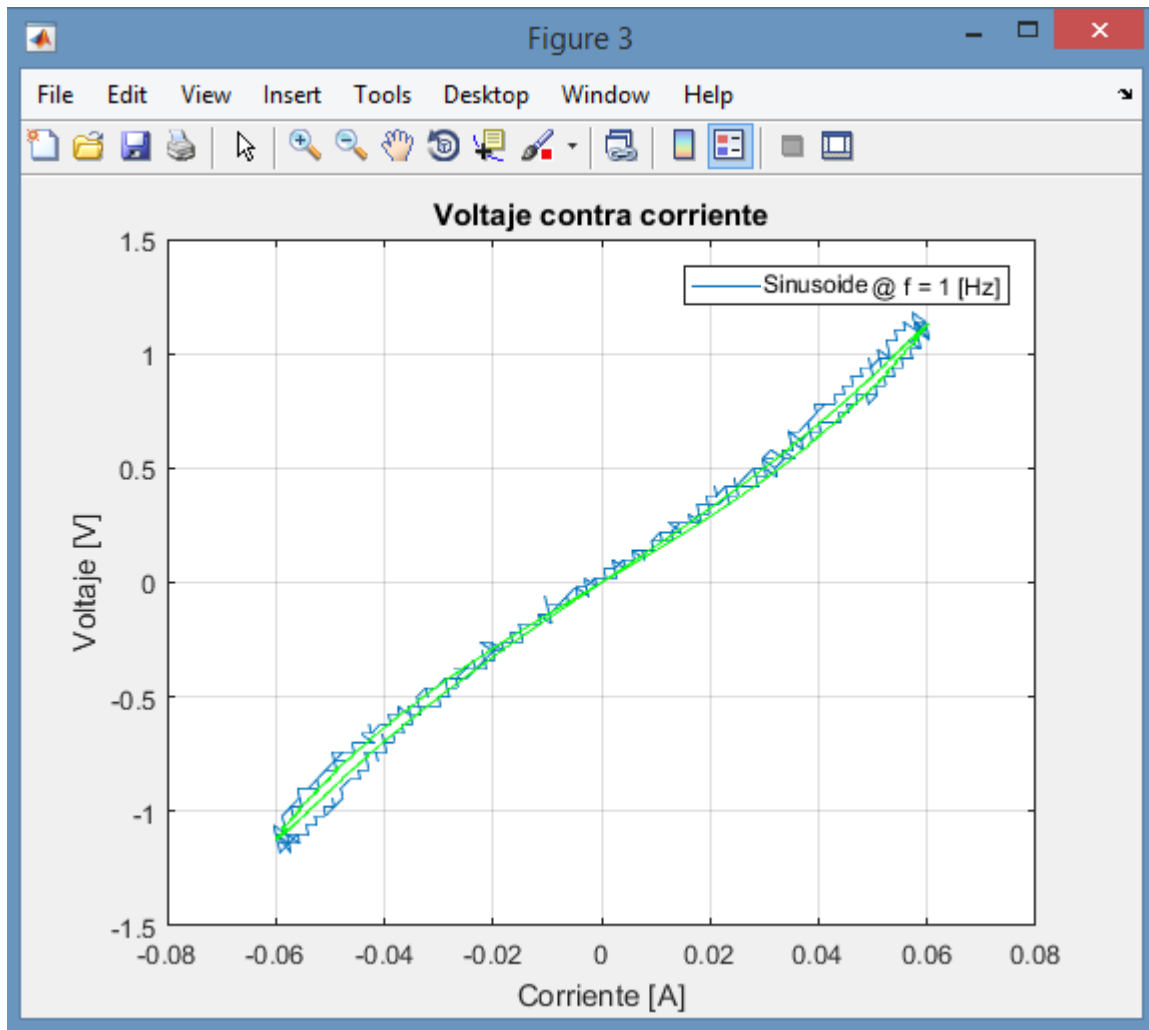 Figure 3
File Edit View Insert Tools Desktop Window Help
Voltaje contra corriente
Sinusoide @ f = 1 [Hz]
1.5
1
0.5
0
-0.5
-1
-1.5
Voltaje [V]
-0.08 -0.06 -0.04 -0.02 0 0.02 0.04 0.06 0.08
Corriente [A]